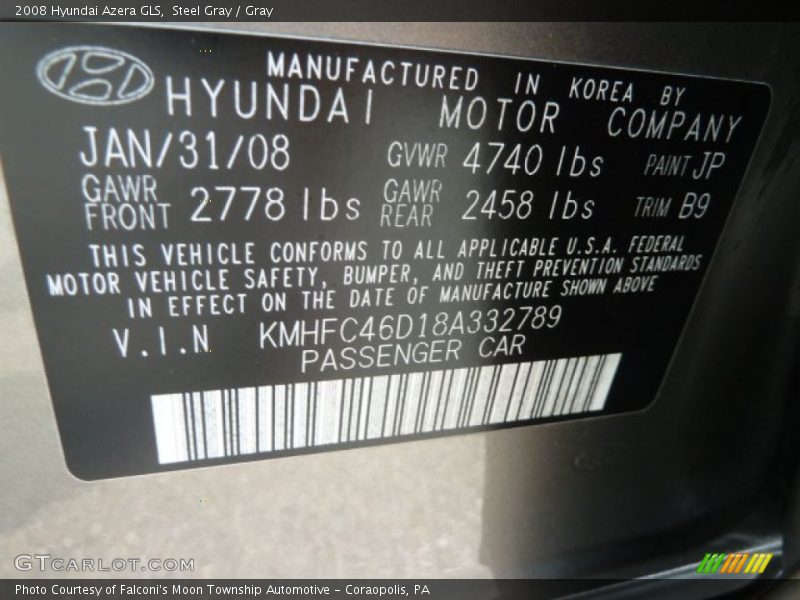 2008 Hyundai Azera GLS, Steel Gray / Gray
MANUFACTURED IN KOREA BY
HYUNDAI MOTOR COMPANY
JAN/31/08 GVWR 4740 lbs PAINT JP
GAWR FRONT 2778 lbs GAWR REAR 2458 lbs TRIM B9
THIS VEHICLE CONFORMS TO ALL APPLICABLE U.S.A. FEDERAL
MOTOR VEHICLE SAFETY, BUMPER, AND THEFT PREVENTION STANDARDS
IN EFFECT ON THE DATE OF MANUFACTURE SHOWN ABOVE
V.I.N KMHFC46D18A332789
PASSENGER CAR
GTCARLOT.COM
Photo Courtesy of Falconi's Moon Township Automotive - Coraopolis, PA